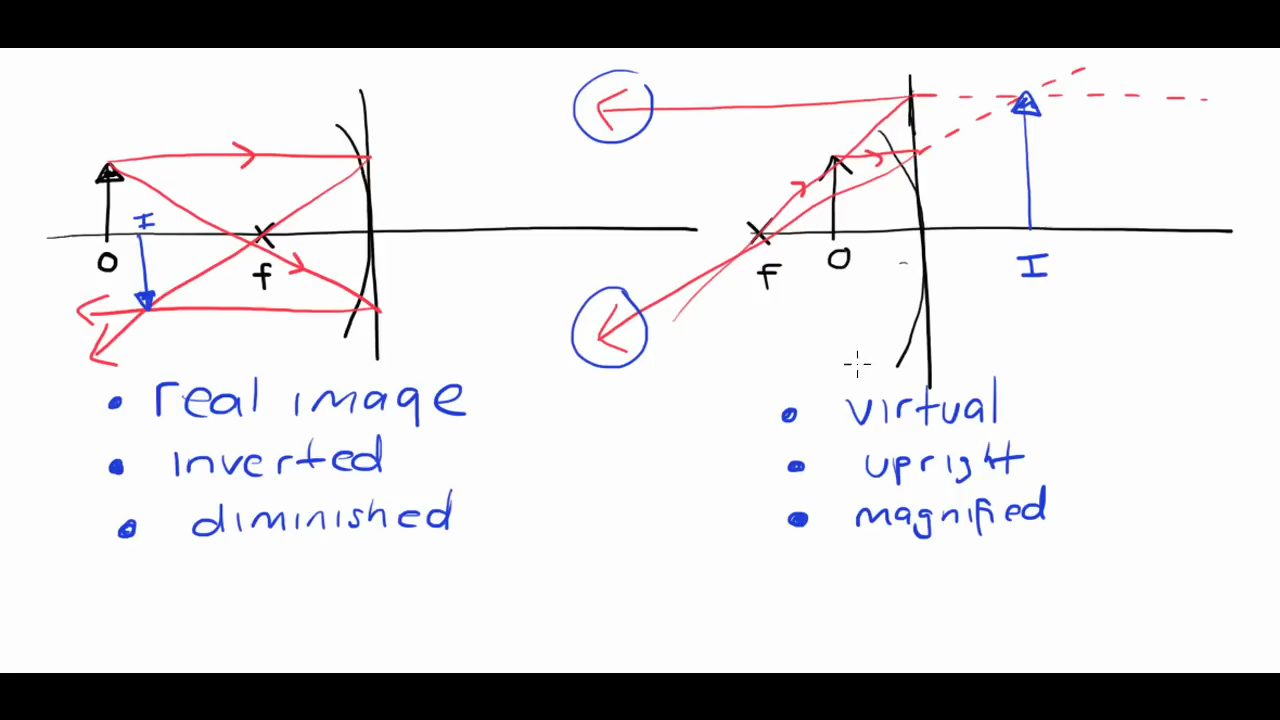 I
O
f
• real image
• inverted
• diminished
F
O
I
• virtual
• upright
• magnified